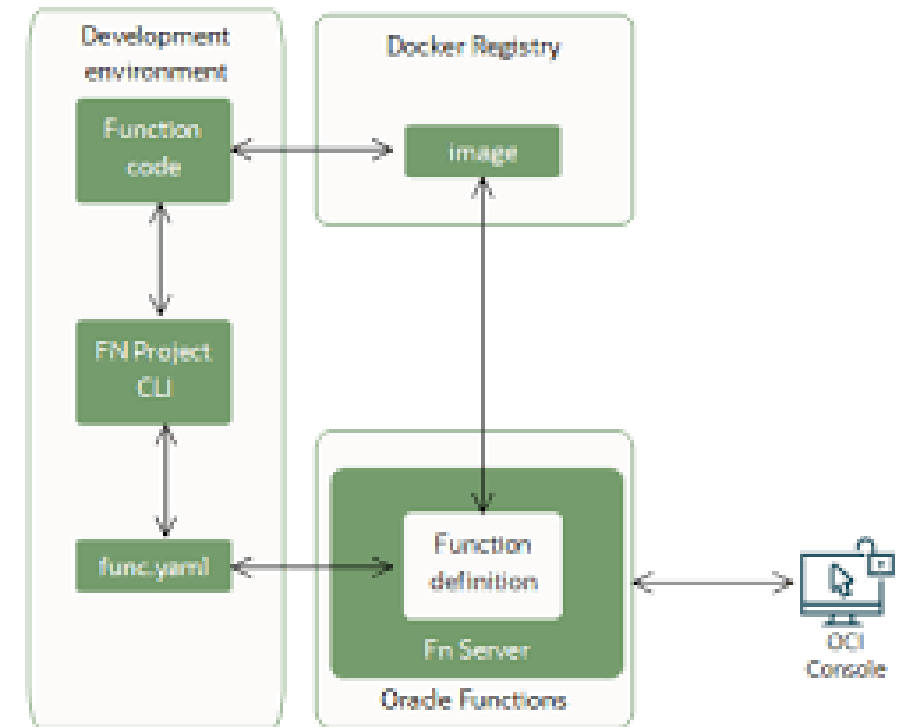 Development
environment
Function
code
FN Project
CLI
func.yaml
Docker Registry
image
Function
definition
Fn Server
Oracle Functions
OCI
Console